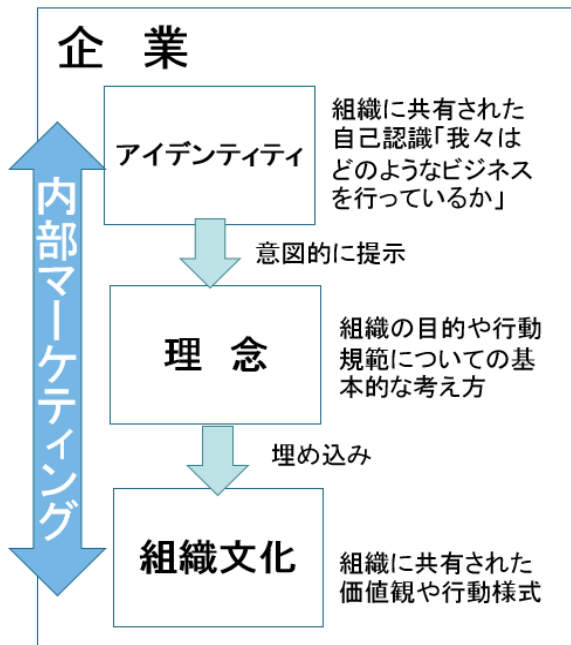 企 業
アイデンティティ
組織に共有された
自己認識「我々は
どのようなビジネス
を行っているか」
意図的に提示
内部マーケティング
理 念
組織の目的や行動
規範についての基
本的な考え方
埋め込み
組織文化
組織に共有された
価値観や行動様式